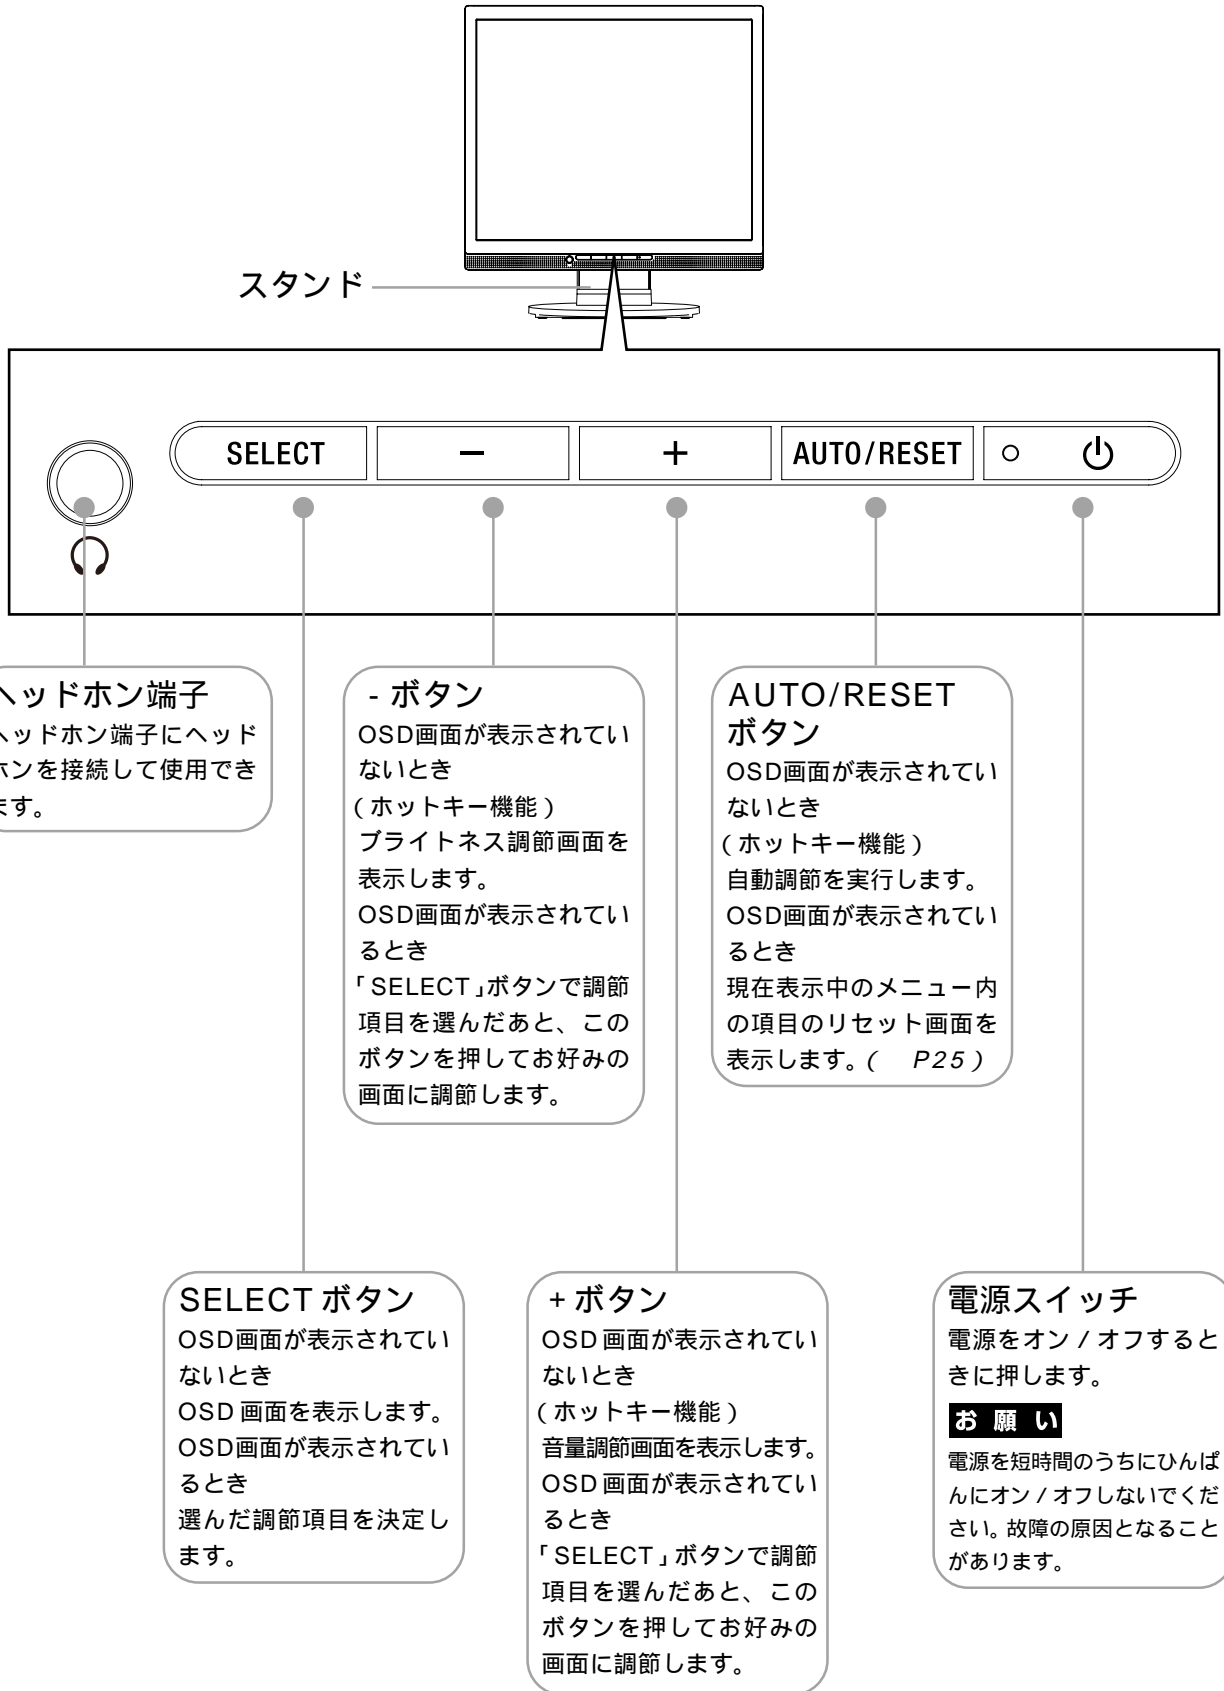 スタンド
SELECT
−
+
AUTO/RESET
ヘッドホン端子
ヘッドホン端子にヘッド
ホンを接続して使用でき
ます。
- ボタン
OSD画面が表示されてい
ないとき
(ホットキー機能)
ブライトネス調節画面を
表示します。
OSD画面が表示されてい
るとき
「SELECT」ボタンで調節
項目を選んだあと、この
ボタンを押してお好みの
画面に調節します。
AUTO/RESET
ボタン
OSD画面が表示されてい
ないとき
(ホットキー機能)
自動調節を実行します。
OSD画面が表示されてい
るとき
現在表示中のメニュー内
の項目のリセット画面を
表示します。( P25)
SELECT ボタン
OSD画面が表示されてい
ないとき
OSD 画面を表示します。
OSD画面が表示されてい
るとき
選んだ調節項目を決定し
ます。
+ ボタン
OSD 画面が表示されてい
ないとき
(ホットキー機能)
音量調節画面を表示します。
OSD 画面が表示されてい
るとき
「SELECT」ボタンで調節
項目を選んだあと、この
ボタンを押してお好みの
画面に調節します。
電源スイッチ
電源をオン / オフすると
きに押します。
お 願 い
電源を短時間のうちにひんぱ
んにオン / オフしないでくだ
さい。故障の原因となること
があります。